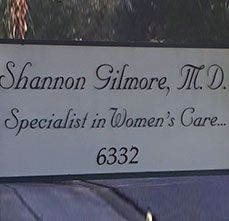 Shannon Gilmore, M.D.
Specialist in Women's Care...
6332